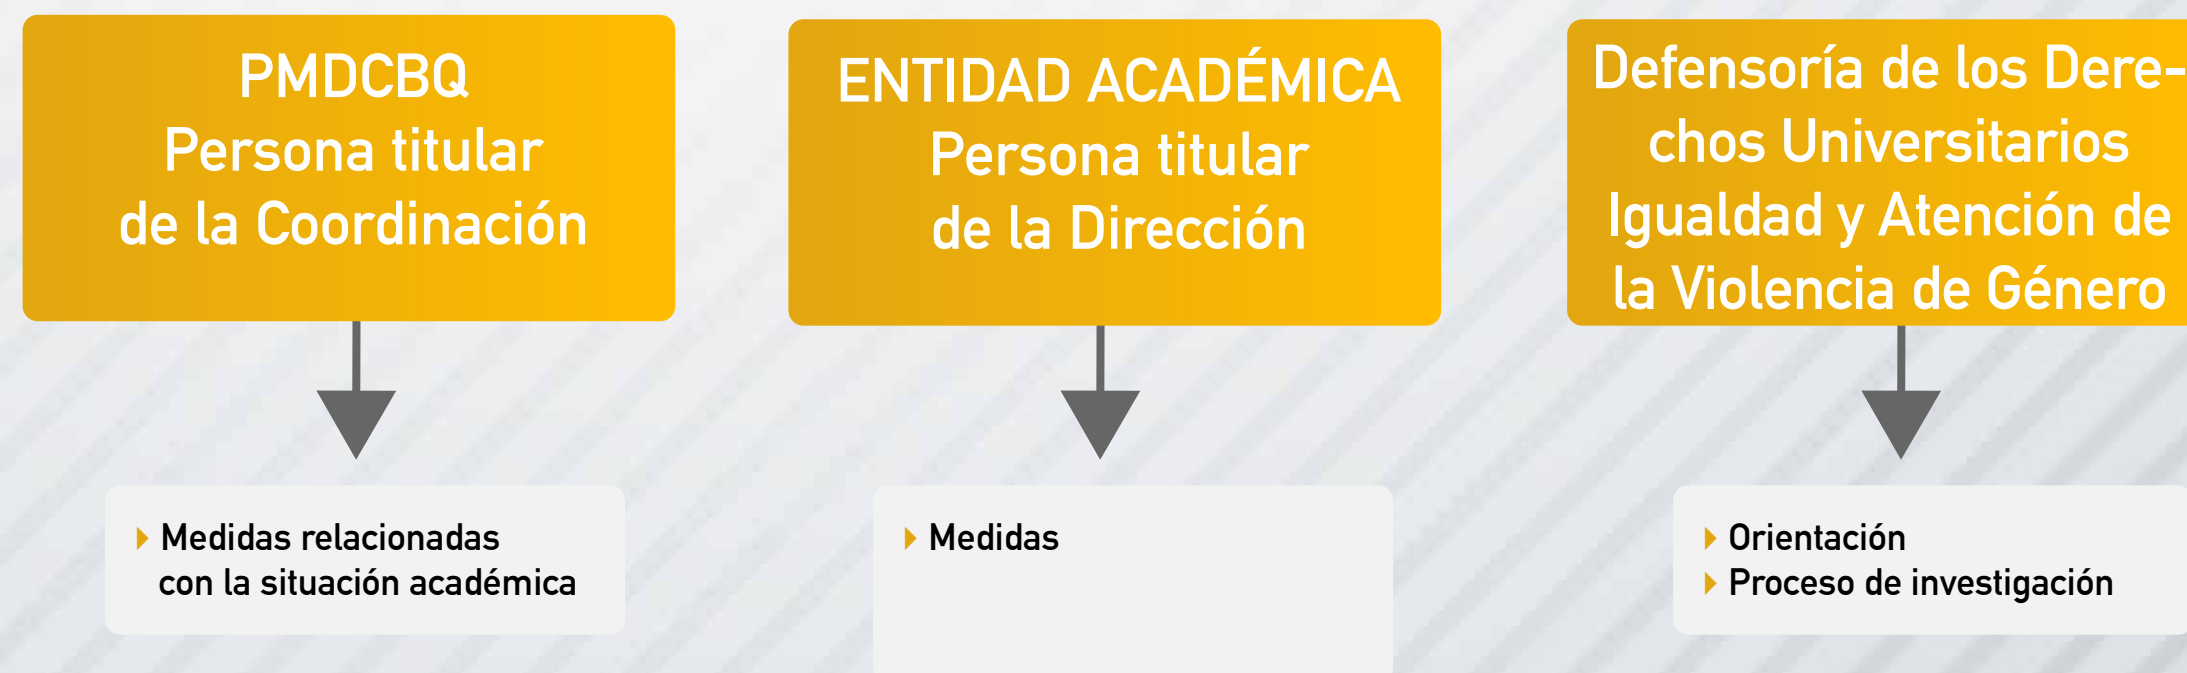 PMDCBQ
Persona titular
de la Coordinación
ENTIDAD ACADÉMICA
Persona titular
de la Dirección
Defensoría de los Dere-
chos Universitarios
Igualdad y Atención de
la Violencia de Género
Medidas relacionadas
con la situación académica
Medidas
Orientación
Proceso de investigación